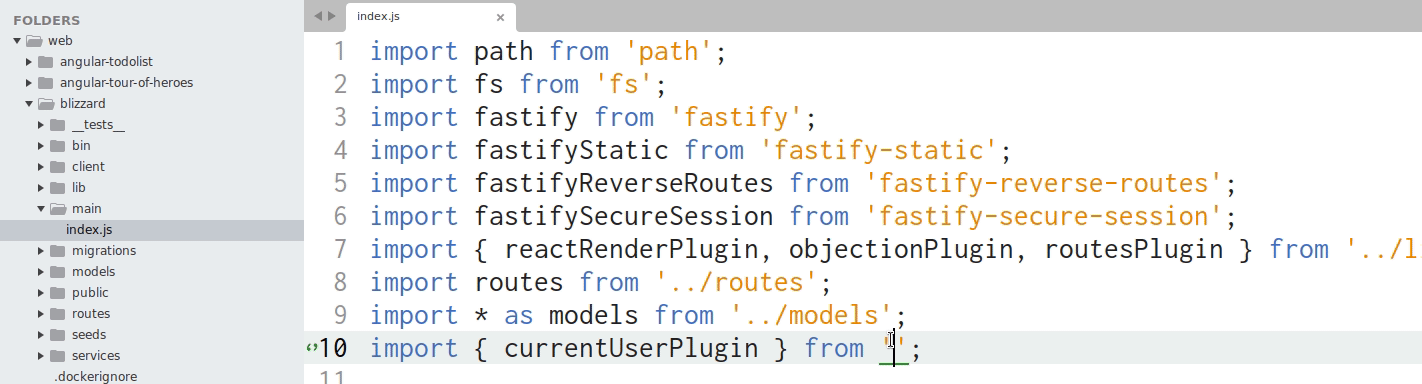 FOLDERS
web
angular-todolist
angular-tour-of-heroes
blizzard
__tests__
bin
client
lib
main
index.js
migrations
models
public
routes
seeds
services
.dockerignore
index.js ×
1 import path from 'path';
2 import fs from 'fs';
3 import fastify from 'fastify';
4 import fastifyStatic from 'fastify-static';
5 import fastifyReverseRoutes from 'fastify-reverse-routes';
6 import fastifySecureSession from 'fastify-secure-session';
7 import { reactRenderPlugin, objectionPlugin, routesPlugin } from '../l
8 import routes from '../routes';
9 import * as models from '../models';
10 import { currentUserPlugin } from '';
11